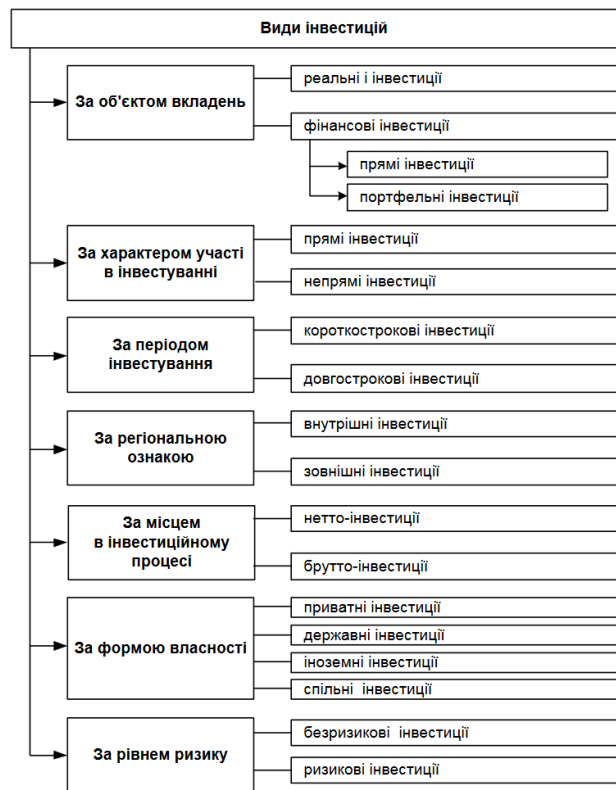 Види інвестицій
За об'єктом вкладень
реальні і інвестиції
фінансові інвестиції
прямі інвестиції
портфельні інвестиції
За характером участі
в інвестуванні
прямі інвестиції
непрямі інвестиції
За періодом
інвестування
короткострокові інвестиції
довгострокові інвестиції
За регіональною
ознакою
внутрішні інвестиції
зовнішні інвестиції
За місцем
в інвестиційному
процесі
нетто-інвестиції
брутто-інвестиції
За формою власності
приватні інвестиції
державні інвестиції
іноземні інвестиції
спільні інвестиції
За рівнем ризику
безризикові інвестиції
ризикові інвестиції